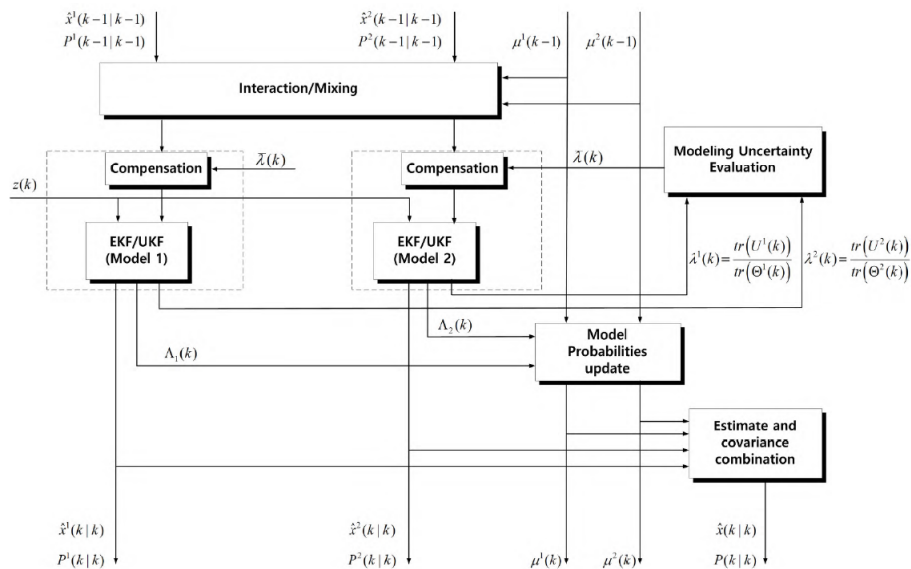 x̂¹(k−1|k−1)
P¹(k−1|k−1)
x̂²(k−1|k−1)
P²(k−1|k−1)
μ¹(k−1)
μ²(k−1)
Interaction/Mixing
Compensation
λ̄(k)
Compensation
λ̄(k)
Modeling Uncertainty
Evaluation
z(k)
EKF/UKF
(Model 1)
EKF/UKF
(Model 2)
λ¹(k)=tr(U¹(k))/tr(Θ¹(k))
λ²(k)=tr(U²(k))/tr(Θ²(k))
Λ₂(k)
Λ₁(k)
Model
Probabilities
update
Estimate and
covariance
combination
x̂¹(k|k)
P¹(k|k)
x̂²(k|k)
P²(k|k)
μ¹(k)
μ²(k)
x̂(k|k)
P(k|k)